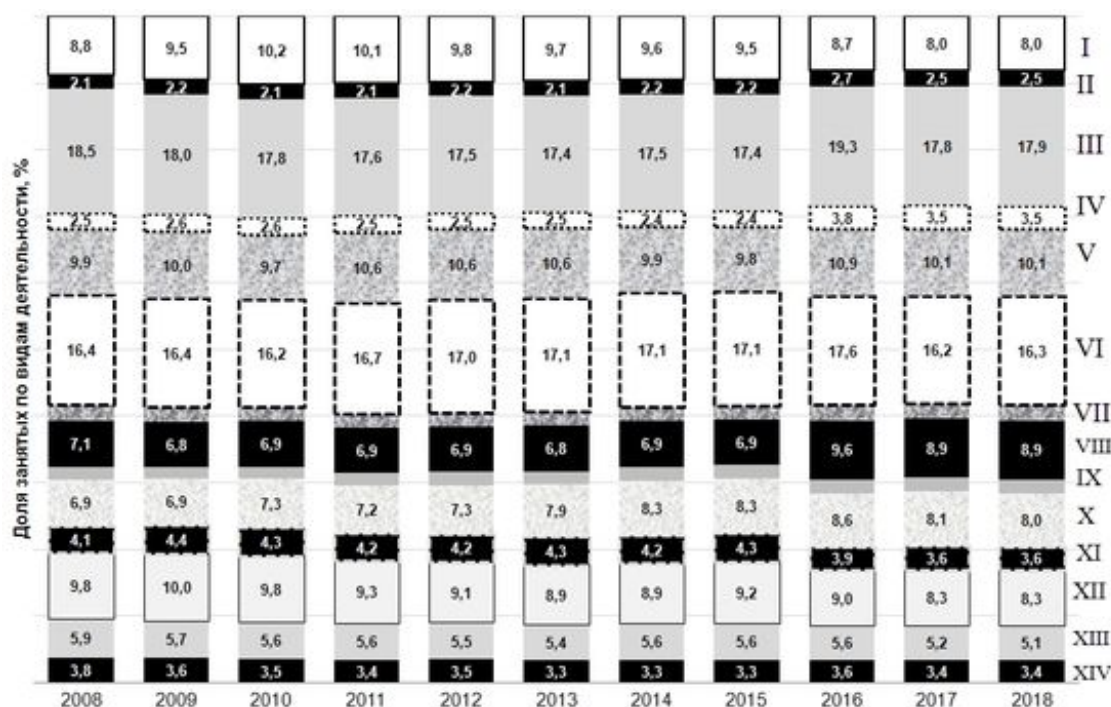 Доля занятых по видам деятельности, %
8,8 9,5 10,2 10,1 9,8 9,7 9,6 9,5 8,7 8,0 8,0 I
2,1 2,2 2,1 2,1 2,2 2,1 2,2 2,2 2,7 2,5 2,5 II
18,5 18,0 17,8 17,6 17,5 17,4 17,5 17,4 19,3 17,8 17,9 III
2,5 2,6 2,6 2,5 2,5 2,5 2,4 2,4 3,8 3,5 3,5 IV
9,9 10,0 9,7 10,6 10,6 10,6 9,9 9,8 10,9 10,1 10,1 V
16,4 16,4 16,2 16,7 17,0 17,1 17,1 17,1 17,6 16,2 16,3 VI
VII
7,1 6,8 6,9 6,9 6,9 6,8 6,9 6,9 9,6 8,9 8,9 VIII
IX
6,9 6,9 7,3 7,2 7,3 7,9 8,3 8,3 8,6 8,1 8,0 X
4,1 4,4 4,3 4,2 4,2 4,3 4,2 4,3 3,9 3,6 3,6 XI
9,8 10,0 9,8 9,3 9,1 8,9 8,9 9,2 9,0 8,3 8,3 XII
5,9 5,7 5,6 5,6 5,5 5,4 5,6 5,6 5,6 5,2 5,1 XIII
3,8 3,6 3,5 3,4 3,5 3,3 3,3 3,3 3,6 3,4 3,4 XIV
2008 2009 2010 2011 2012 2013 2014 2015 2016 2017 2018